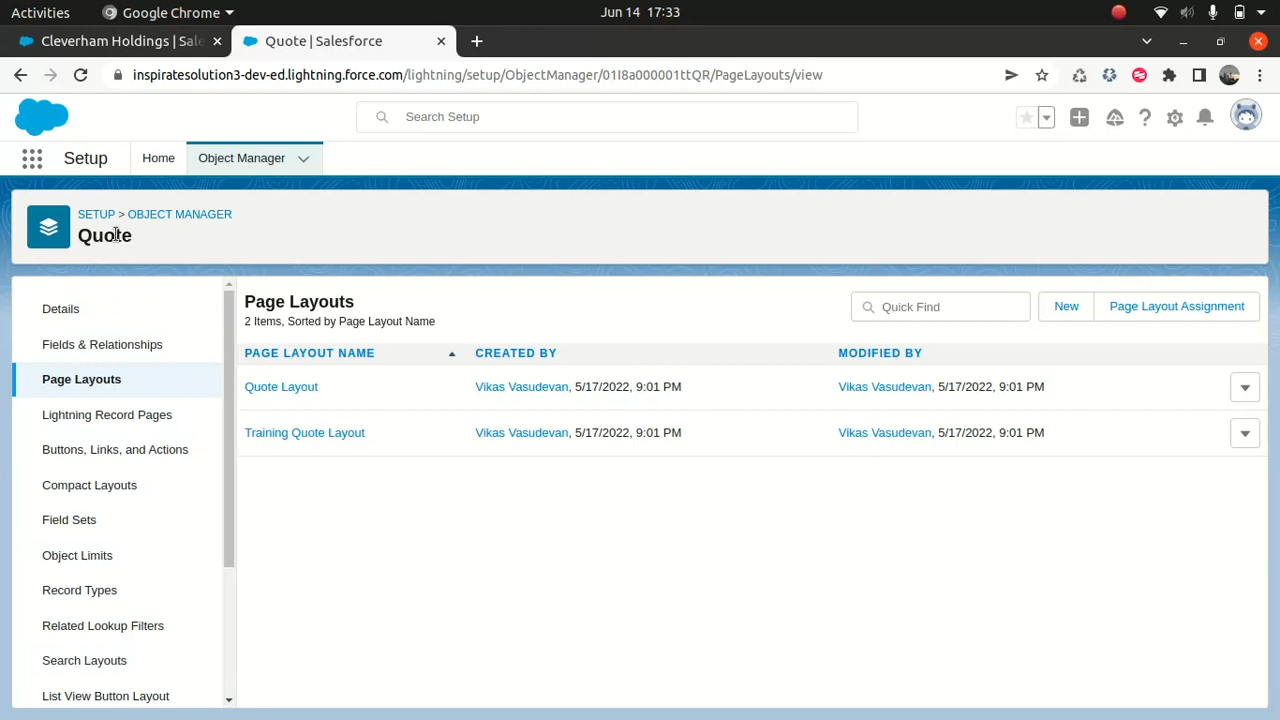 Activities Google Chrome Jun 14 17:33
Cleverham Holdings | Sale Quote | Salesforce
inspiratesolution3-dev-ed.lightning.force.com/lightning/setup/ObjectManager/01I8a000001ttQR/PageLayouts/view
Search Setup
Setup Home Object Manager
SETUP > OBJECT MANAGER
Quote
Details
Fields & Relationships
Page Layouts
Lightning Record Pages
Buttons, Links, and Actions
Compact Layouts
Field Sets
Object Limits
Record Types
Related Lookup Filters
Search Layouts
List View Button Layout
Page Layouts
2 Items, Sorted by Page Layout Name
Quick Find New Page Layout Assignment
PAGE LAYOUT NAME CREATED BY MODIFIED BY
Quote Layout Vikas Vasudevan, 5/17/2022, 9:01 PM Vikas Vasudevan, 5/17/2022, 9:01 PM
Training Quote Layout Vikas Vasudevan, 5/17/2022, 9:01 PM Vikas Vasudevan, 5/17/2022, 9:01 PM